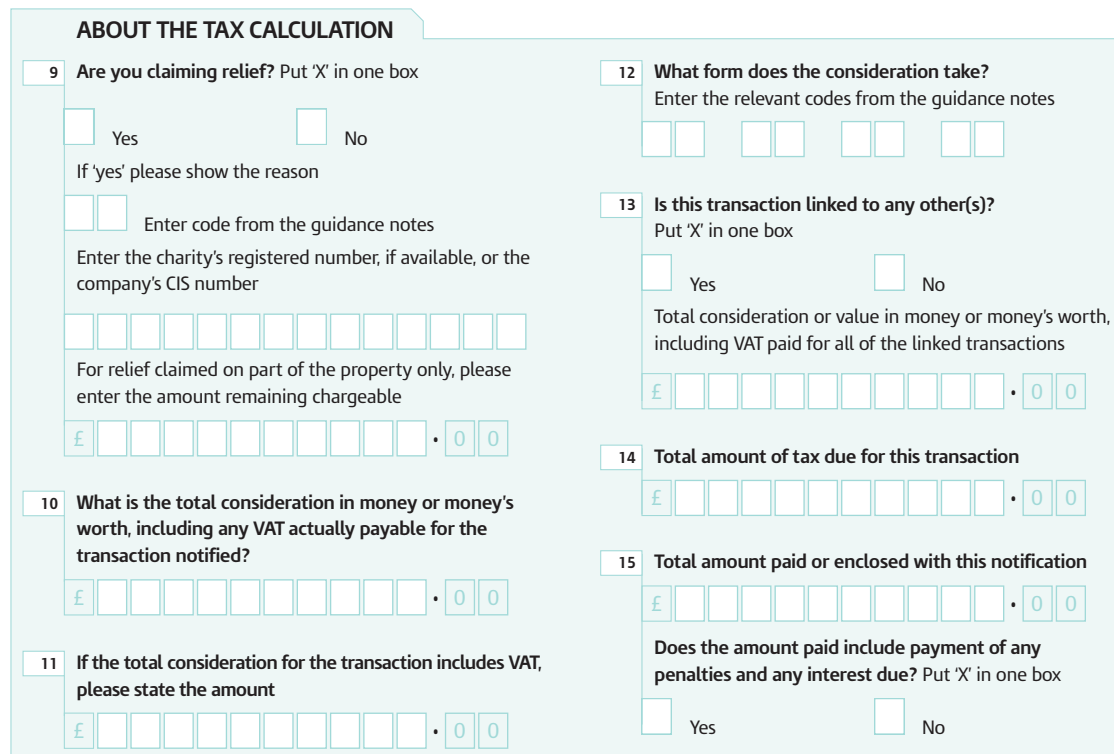 ABOUT THE TAX CALCULATION
9 Are you claiming relief? Put ‘X’ in one box
Yes No
If ‘yes’ please show the reason
Enter code from the guidance notes
Enter the charity’s registered number, if available, or the
company’s CIS number
For relief claimed on part of the property only, please
enter the amount remaining chargeable
£ • 0 0
10 What is the total consideration in money or money’s
worth, including any VAT actually payable for the
transaction notified?
£ • 0 0
11 If the total consideration for the transaction includes VAT,
please state the amount
£ • 0 0
12 What form does the consideration take?
Enter the relevant codes from the guidance notes
13 Is this transaction linked to any other(s)?
Put ‘X’ in one box
Yes No
Total consideration or value in money or money’s worth,
including VAT paid for all of the linked transactions
£ • 0 0
14 Total amount of tax due for this transaction
£ • 0 0
15 Total amount paid or enclosed with this notification
£ • 0 0
Does the amount paid include payment of any
penalties and any interest due? Put ‘X’ in one box
Yes No